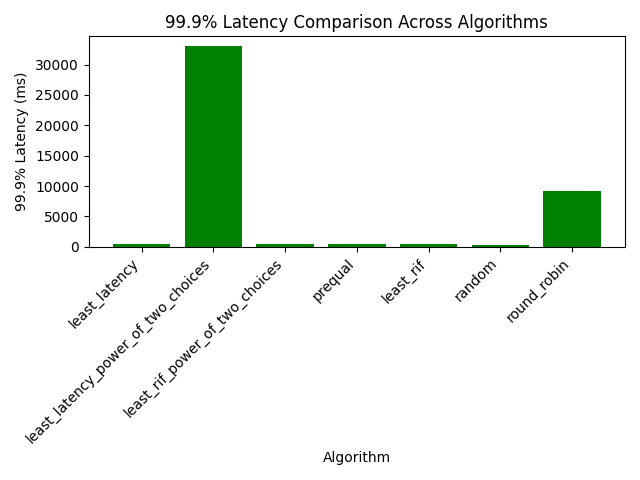 99.9% Latency Comparison Across Algorithms
99.9% Latency (ms)
30000
25000
20000
15000
10000
5000
0
least_latency
least_latency_power_of_two_choices
least_rif_power_of_two_choices
prequal
least_rif
random
round_robin
Algorithm